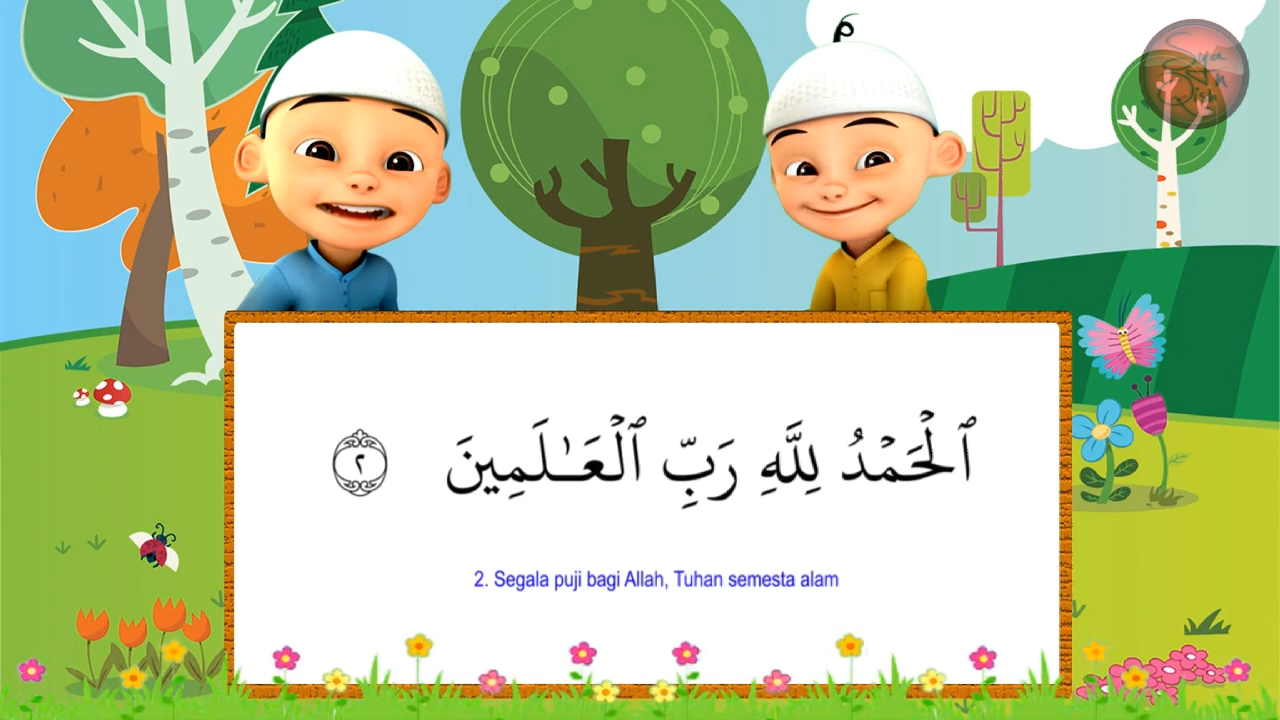 ٱلْحَمْدُ لِلَّهِ رَبِّ ٱلْعَـٰلَمِينَ ٢
2. Segala puji bagi Allah, Tuhan semesta alam